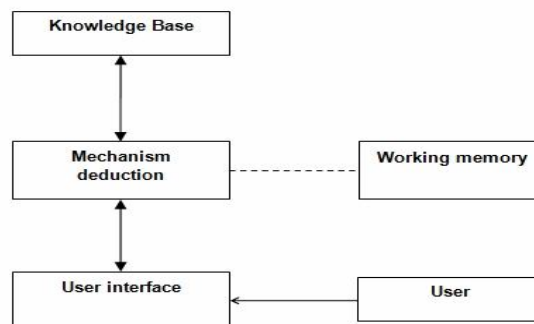 Knowledge Base
Mechanism
deduction
Working memory
User interface
User